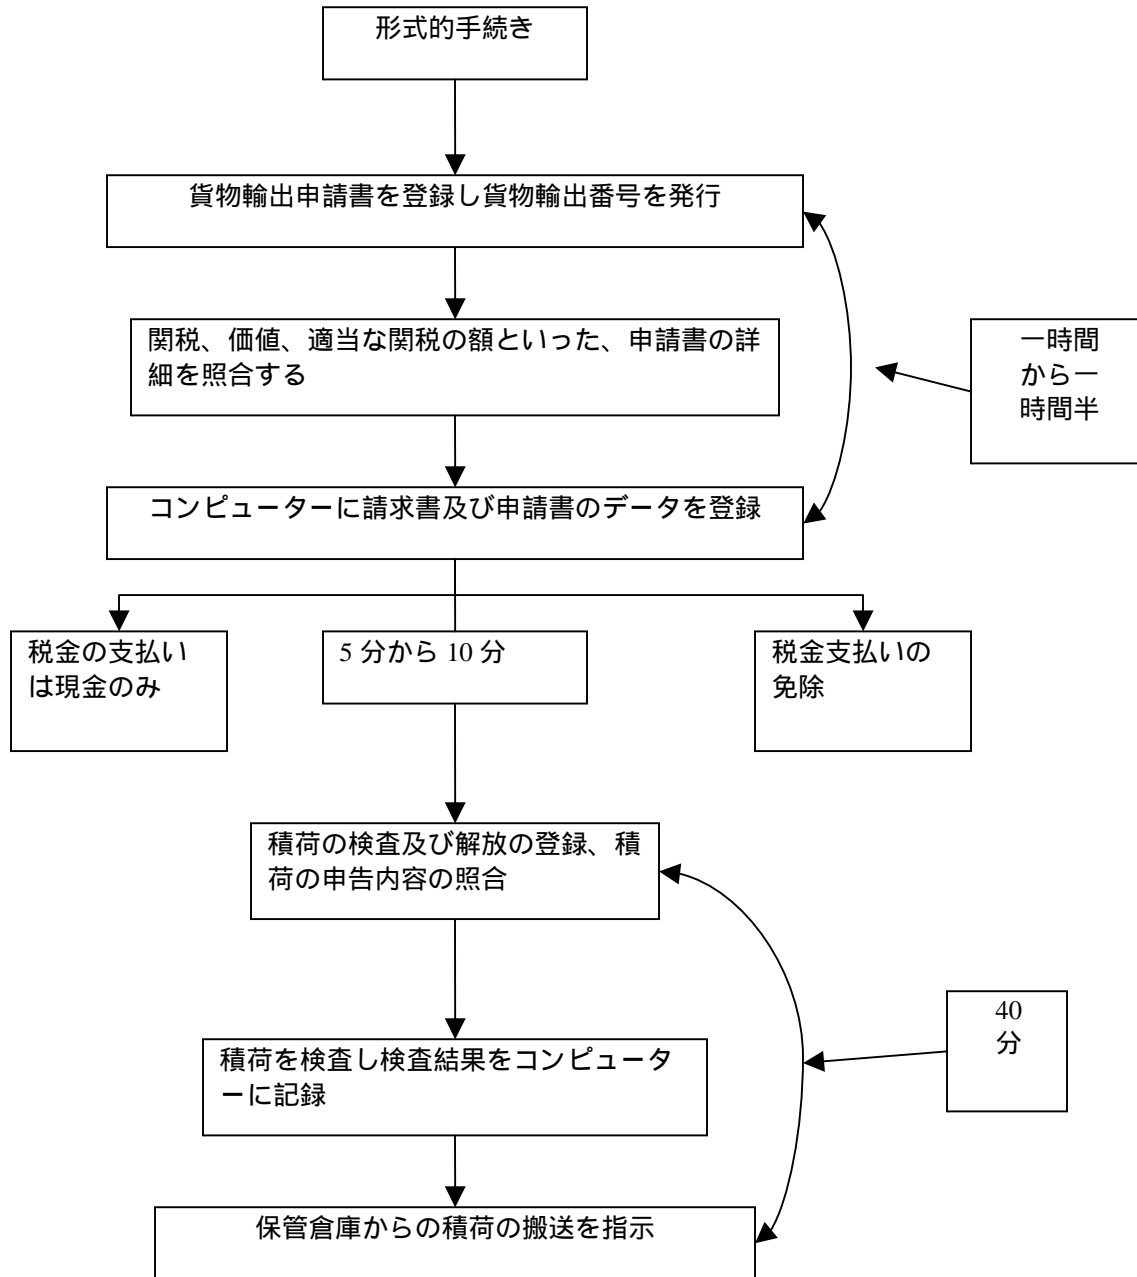 形式的手続き
貨物輸出申請書を登録し貨物輸出番号を発行
関税、価値、適当な関税の額といった、申請書の詳
細を照合する
一時間
から一
時間半
コンピューターに請求書及び申請書のデータを登録
税金の支払い
は現金のみ
5 分から 10 分
税金支払いの
免除
積荷の検査及び解放の登録、積
荷の申告内容の照合
40
分
積荷を検査し検査結果をコンピュータ
ーに記録
保管倉庫からの積荷の搬送を指示